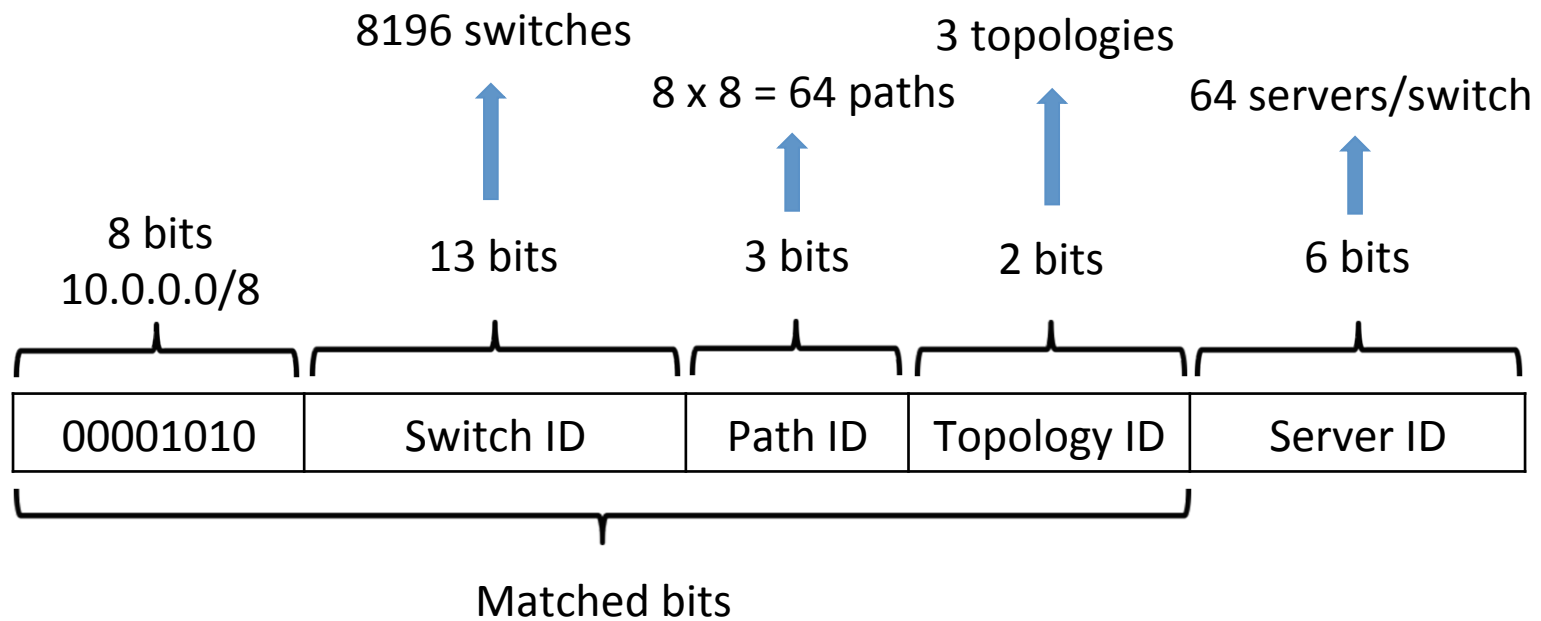 8196 switches
3 topologies
8 x 8 = 64 paths
64 servers/switch
8 bits
10.0.0.0/8
13 bits
3 bits
2 bits
6 bits
00001010
Switch ID
Path ID
Topology ID
Server ID
Matched bits